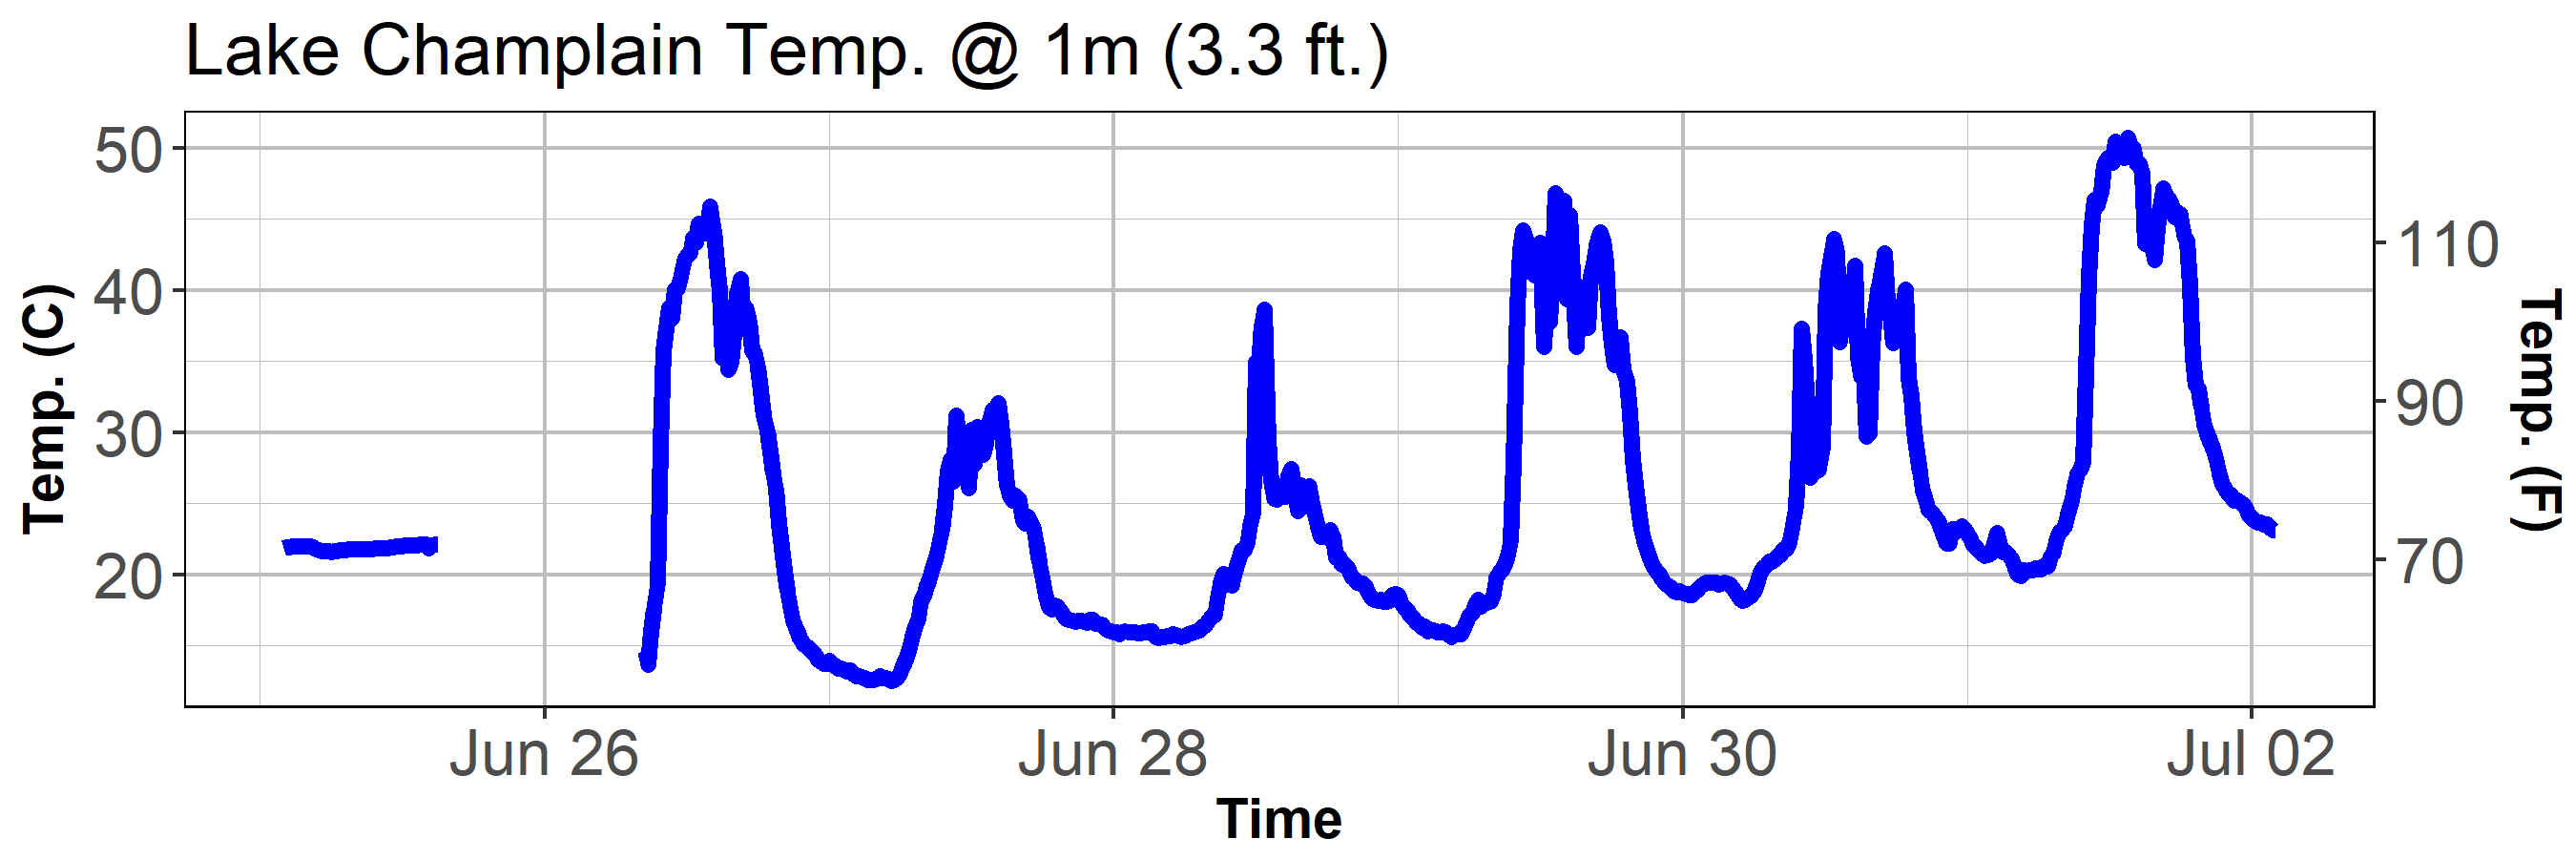 Lake Champlain Temp. @ 1m (3.3 ft.)
50
40
30
20
Temp. (C)
110
90
70
Temp. (F)
Jun 26 Jun 28 Jun 30 Jul 02
Time